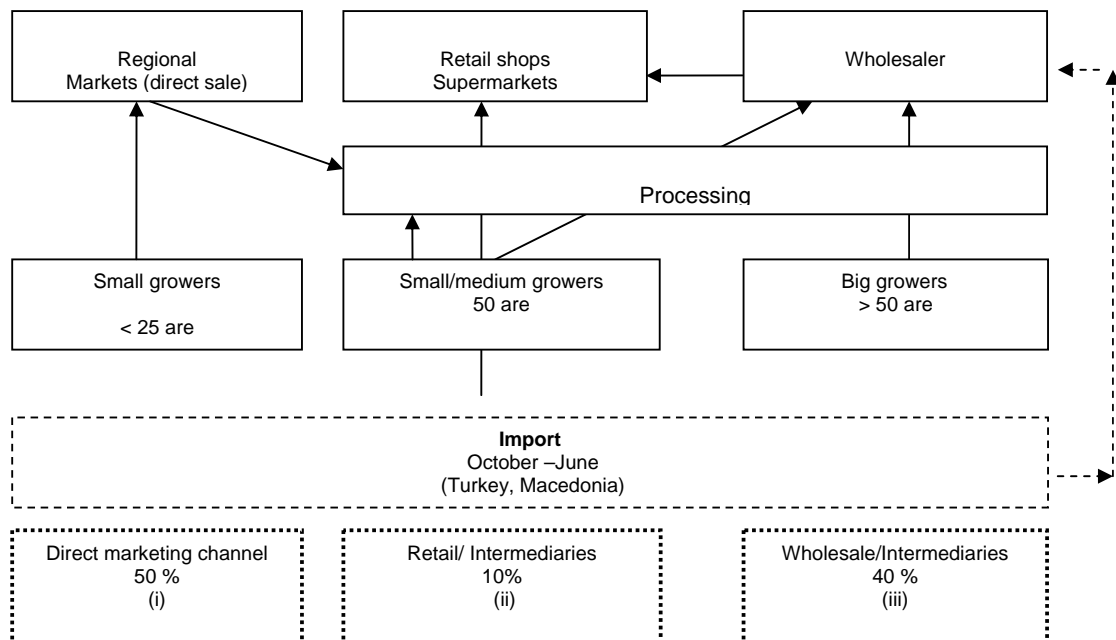 Regional
Markets (direct sale)
Retail shops
Supermarkets
Wholesaler
Processing
Small growers
< 25 are
Small/medium growers
50 are
Big growers
> 50 are
Import
October –June
(Turkey, Macedonia)
Direct marketing channel
50 %
(i)
Retail/ Intermediaries
10%
(ii)
Wholesale/Intermediaries
40 %
(iii)